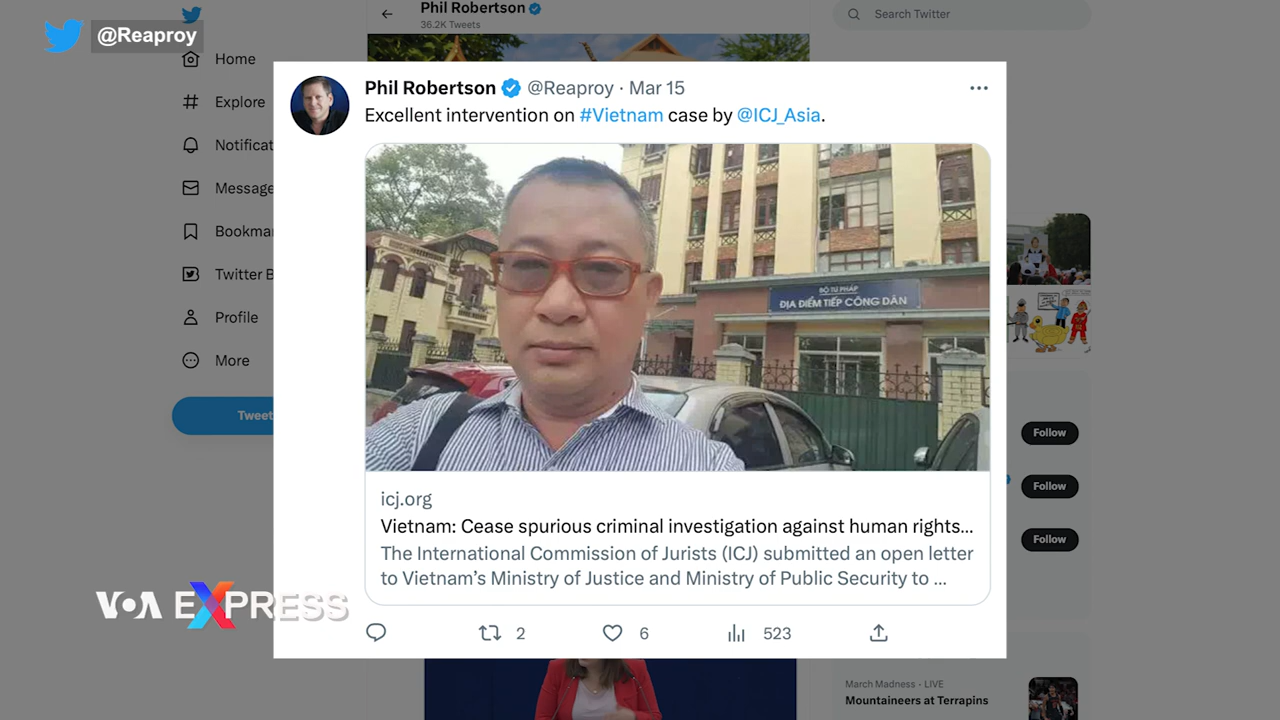 @Reaproy
Phil Robertson
36.2K Tweets
Search Twitter
Home
Explore
Notificat
Message
Bookmar
Twitter B
Profile
More
Tweet
Phil Robertson @Reaproy · Mar 15
Excellent intervention on #Vietnam case by @ICJ_Asia.
BỘ TƯ PHÁP
ĐỊA ĐIỂM TIẾP CÔNG DÂN
icj.org
Vietnam: Cease spurious criminal investigation against human rights...
The International Commission of Jurists (ICJ) submitted an open letter
to Vietnam's Ministry of Justice and Ministry of Public Security to ...
2 6 523
Follow
Follow
Follow
VOA EXPRESS
March Madness · LIVE
Mountaineers at Terrapins